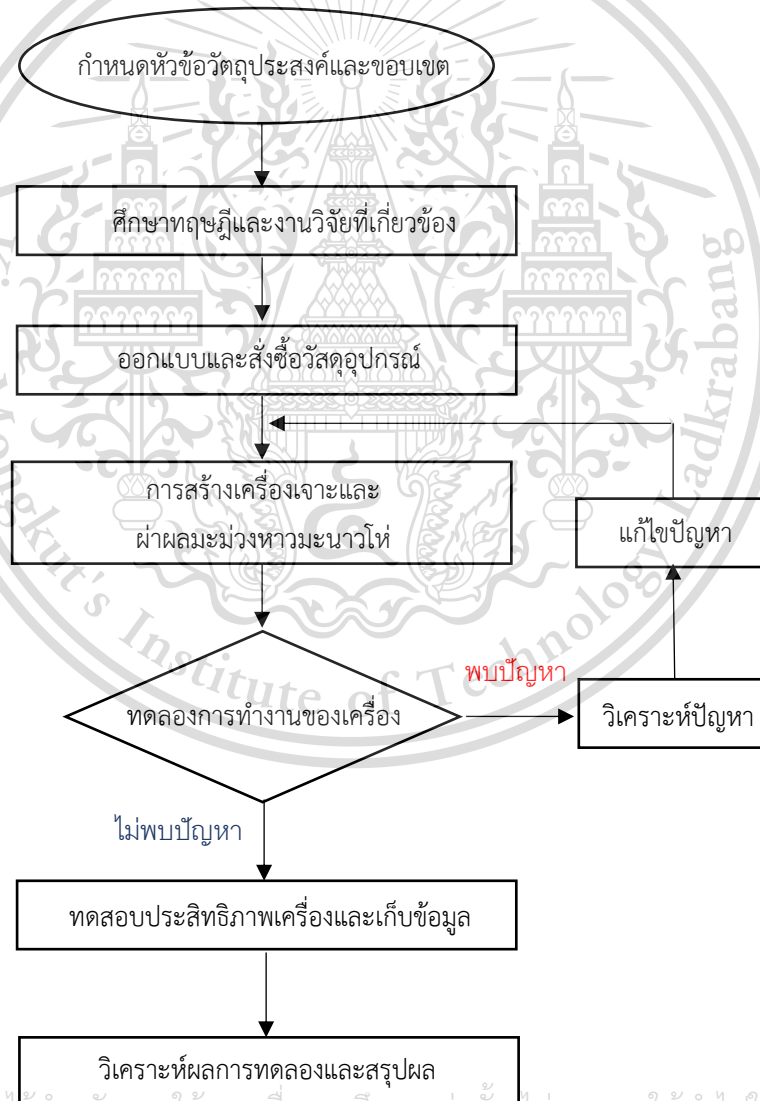 กำหนดหัวข้อวัตถุประสงค์และขอบเขต
ศึกษาทฤษฎีและงานวิจัยที่เกี่ยวข้อง
ออกแบบและสั่งซื้อวัสดุอุปกรณ์
การสร้างเครื่องเจาะและ
ผ่าผลมะม่วงหาวมะนาวโห่
แก้ไขปัญหา
พบปัญหา
ทดลองการทำงานของเครื่อง
วิเคราะห์ปัญหา
ไม่พบปัญหา
ทดสอบประสิทธิภาพเครื่องและเก็บข้อมูล
วิเคราะห์ผลการทดลองและสรุปผล
's Institute of Technology Ladkrabang